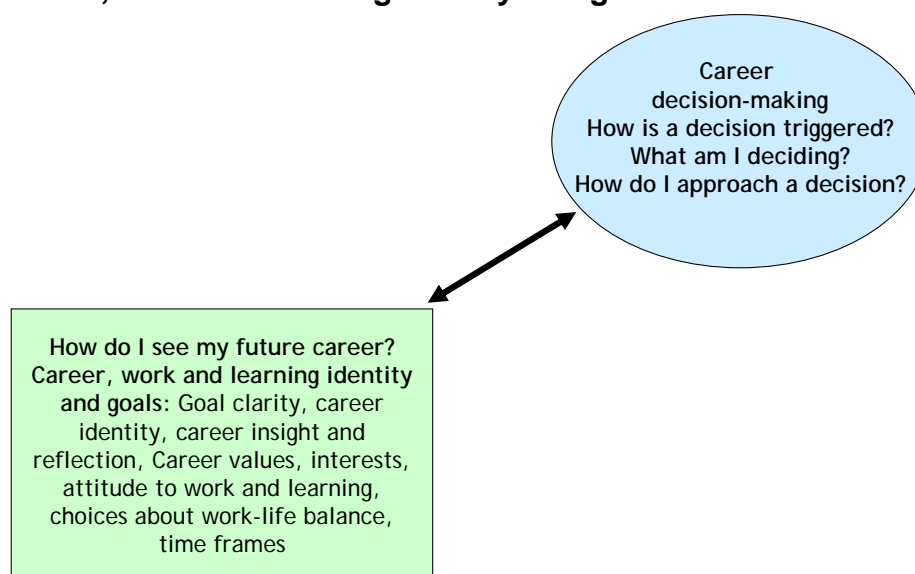 Career
decision-making
How is a decision triggered?
What am I deciding?
How do I approach a decision?
How do I see my future career?
Career, work and learning identity
and goals: Goal clarity, career
identity, career insight and
reflection, Career values, interests,
attitude to work and learning,
choices about work-life balance,
time frames